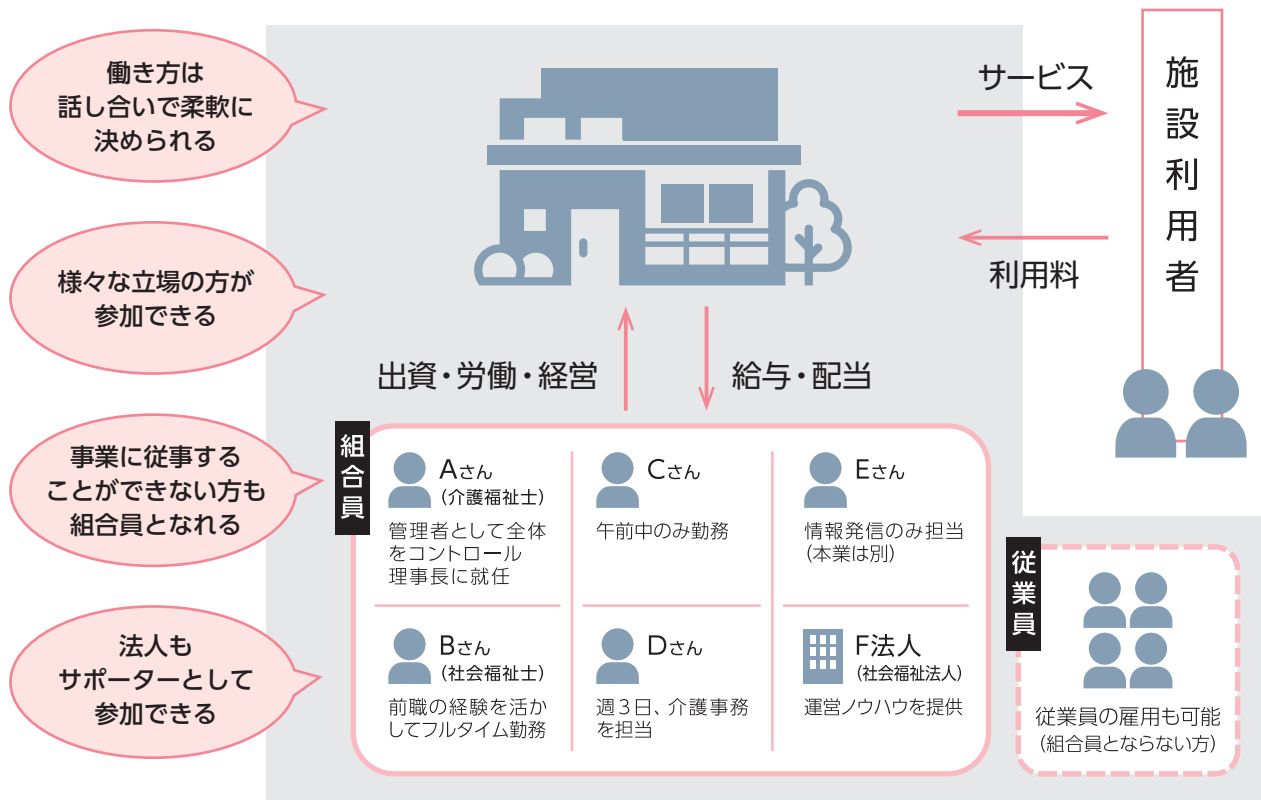 働き方は
話し合いで柔軟に
決められる
様々な立場の方が
参加できる
事業に従事する
ことができない方も
組合員となれる
法人も
サポーターとして
参加できる
サービス
利用料
施設利用者
出資・労働・経営
給与・配当
組合員
Aさん
(介護福祉士)
管理者として全体
をコントロール
理事長に就任
Cさん
午前中のみ勤務
Eさん
情報発信のみ担当
(本業は別)
Bさん
(社会福祉士)
前職の経験を活か
してフルタイム勤務
Dさん
週3日、介護事務
を担当
F法人
(社会福祉法人)
運営ノウハウを提供
従業員
従業員の雇用も可能
(組合員とならない方)